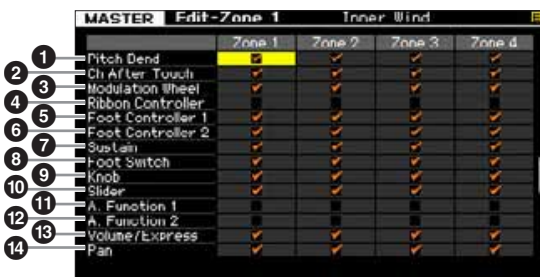 MASTER Edit-Zone 1 Inner Wind E
Zone 1 Zone 2 Zone 3 Zone 4
1 Pitch Bend
2 Ch After Touch
3 Modulation Wheel
4 Ribbon Controller
5 Foot Controller 1
6 Foot Controller 2
7 Sustain
8 Foot Switch
9 Knob
10 Slider
11 A. Function 1
12 A. Function 2
13 Volume/Express
14 Pan